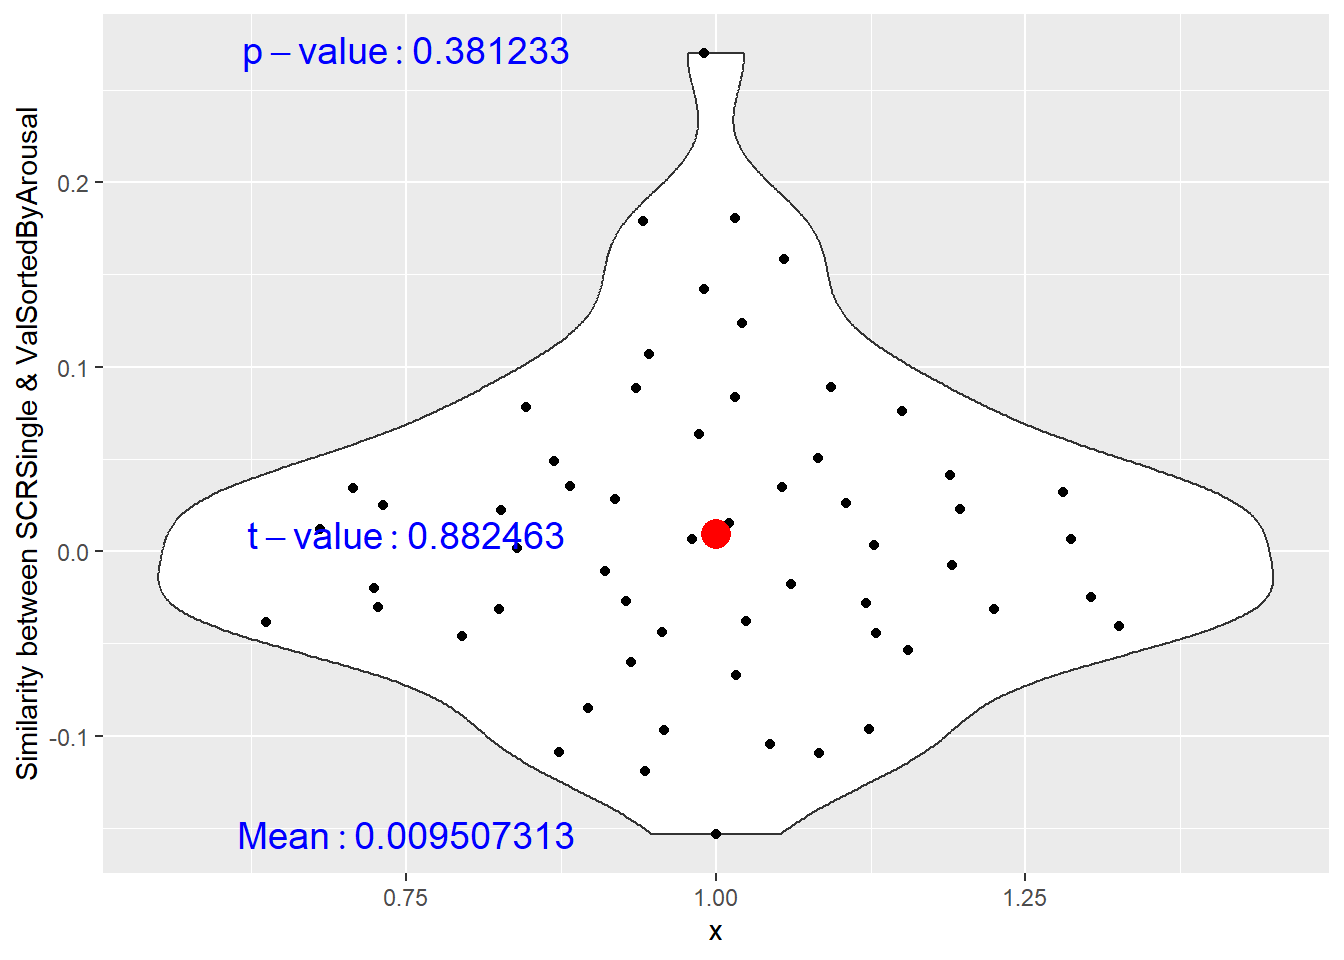 p − value : 0.381233
0.2
0.1
t − value : 0.882463
0.0
-0.1
Mean : 0.009507313
0.75
1.00
1.25
x
Similarity between SCRSingle & ValSortedByArousal